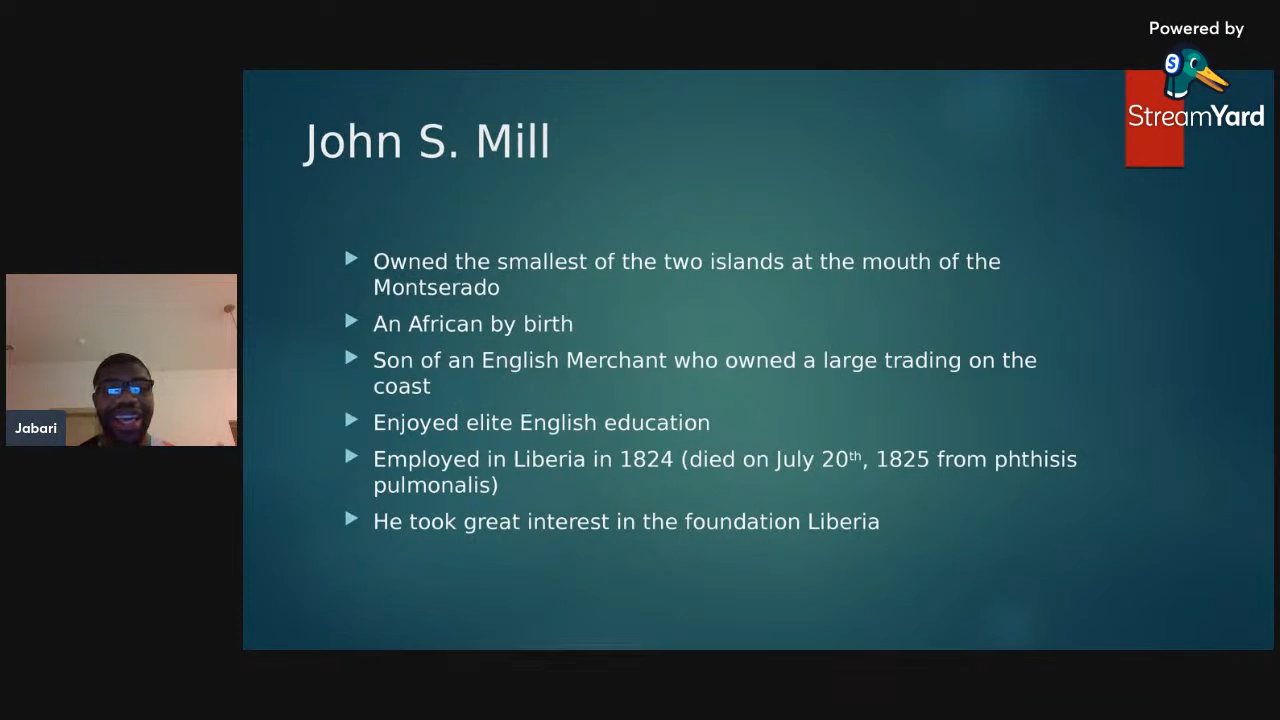 Powered by
S
StreamYard
John S. Mill
Owned the smallest of the two islands at the mouth of the
Montserado
An African by birth
Son of an English Merchant who owned a large trading on the
coast
Enjoyed elite English education
Employed in Liberia in 1824 (died on July 20th, 1825 from phthisis
pulmonalis)
He took great interest in the foundation Liberia
Jabari